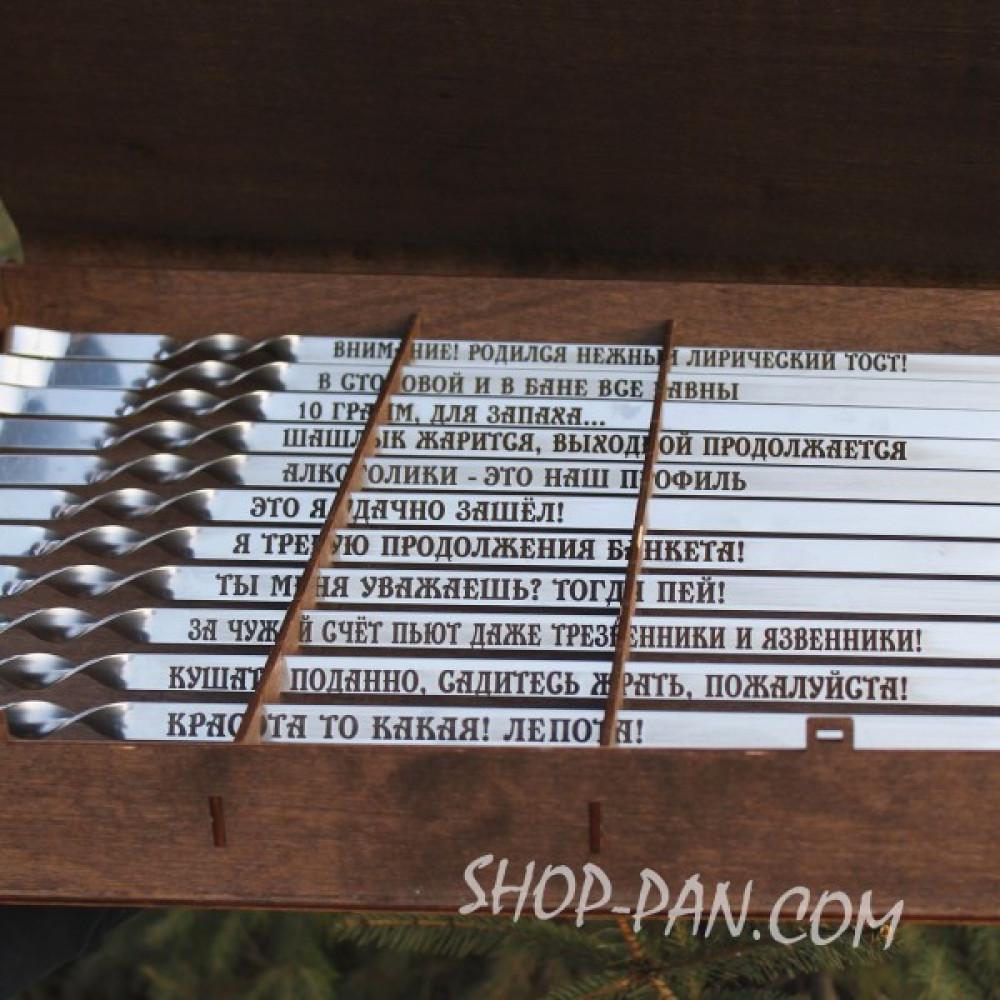 ВНИМАНИЕ! РОДИЛСЯ НЕЖНЫЙ ЛИРИЧЕСКИЙ ТОСТ!
В СТОЛОВОЙ И В БАНЕ ВСЕ РАВНЫ
10 ГРАММ, ДЛЯ ЗАПАХА...
ШАШЛЫК ЖАРИТСЯ, ВЫХОДНОЙ ПРОДОЛЖАЕТСЯ
АЛКОГОЛИКИ - ЭТО НАШ ПРОФИЛЬ
ЭТО Я УДАЧНО ЗАШЁЛ!
Я ТРЕБУЮ ПРОДОЛЖЕНИЯ БАНКЕТА!
ТЫ МЕНЯ УВАЖАЕШЬ? ТОГДА ПЕЙ!
ЗА ЧУЖОЙ СЧЁТ ПЬЮТ ДАЖЕ ТРЕЗВЕННИКИ И ЯЗВЕННИКИ!
КУШАТЬ ПОДАННО, САДИТЕСЬ ЖРАТЬ, ПОЖАЛУЙСТА!
КРАСОТА ТО КАКАЯ! ЛЕПОТА!
SHOP-PAN.COM